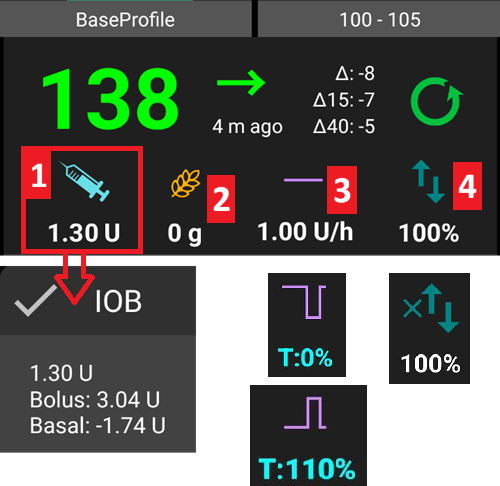 BaseProfile
100 - 105
138
4 m ago
Δ: -8
Δ15: -7
Δ40: -5
1
2
3
4
1.30 U
0 g
1.00 U/h
100%
IOB
1.30 U
Bolus: 3.04 U
Basal: -1.74 U
T:0%
100%
T:110%